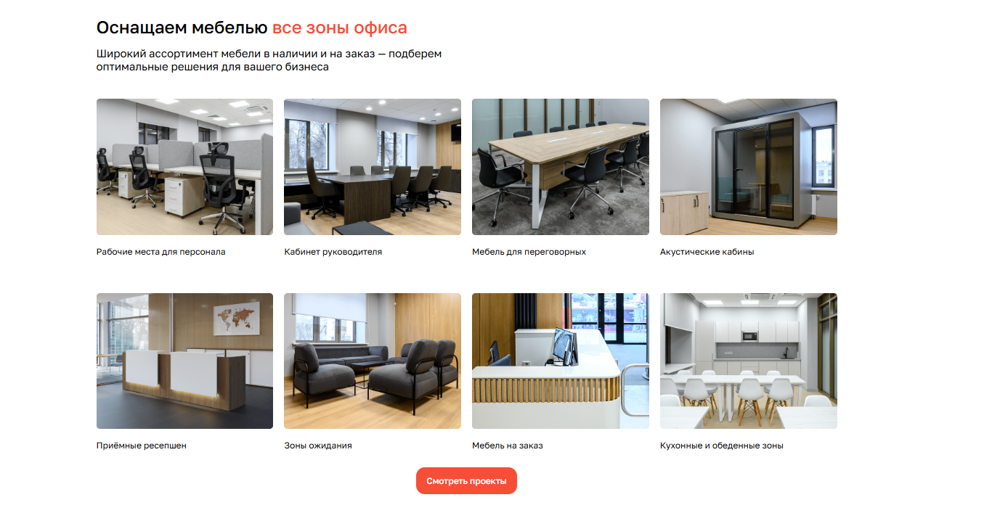 Оснащаем мебелью все зоны офиса
Широкий ассортимент мебели в наличии и на заказ — подберем
оптимальные решения для вашего бизнеса
Рабочие места для персонала
Кабинет руководителя
Мебель для переговорных
Акустические кабины
Приёмные ресепшен
Зоны ожидания
Мебель на заказ
Кухонные и обеденные зоны
Смотреть проекты